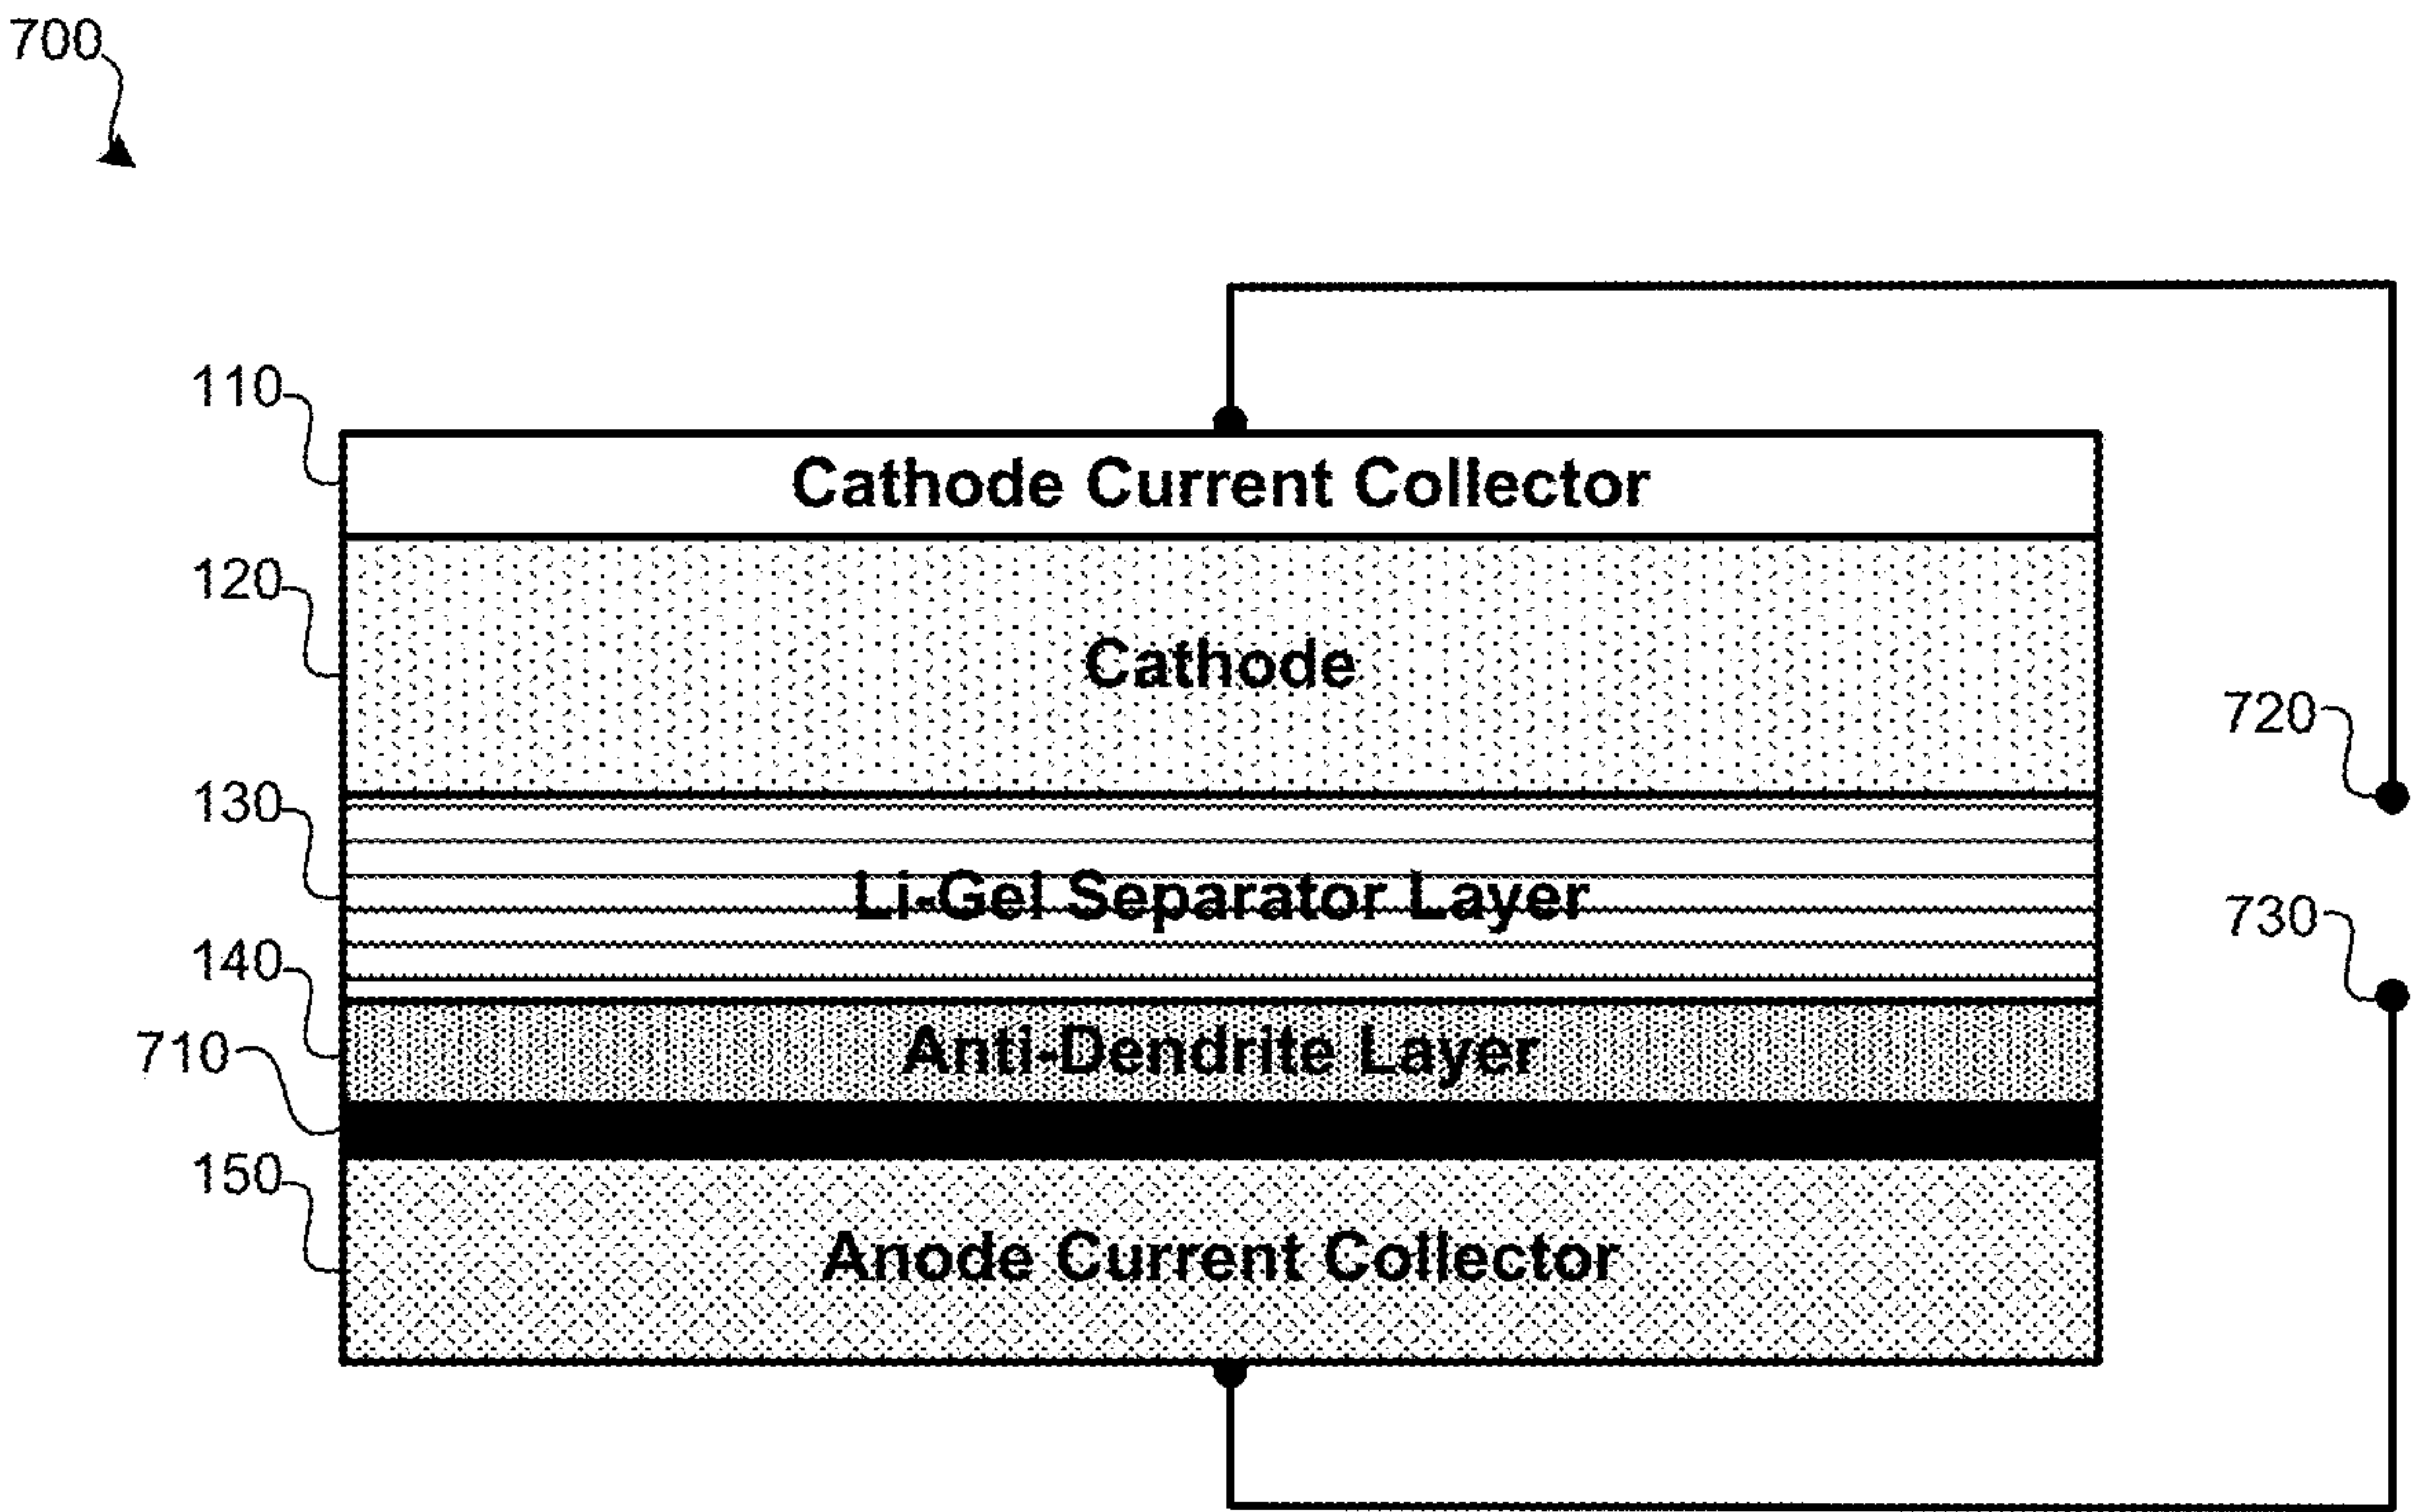 700
110
Cathode Current Collector
120
Cathode
720
130
Li-Gel Separator Layer
730
140
Anti-Dendrite Layer
710
150
Anode Current Collector